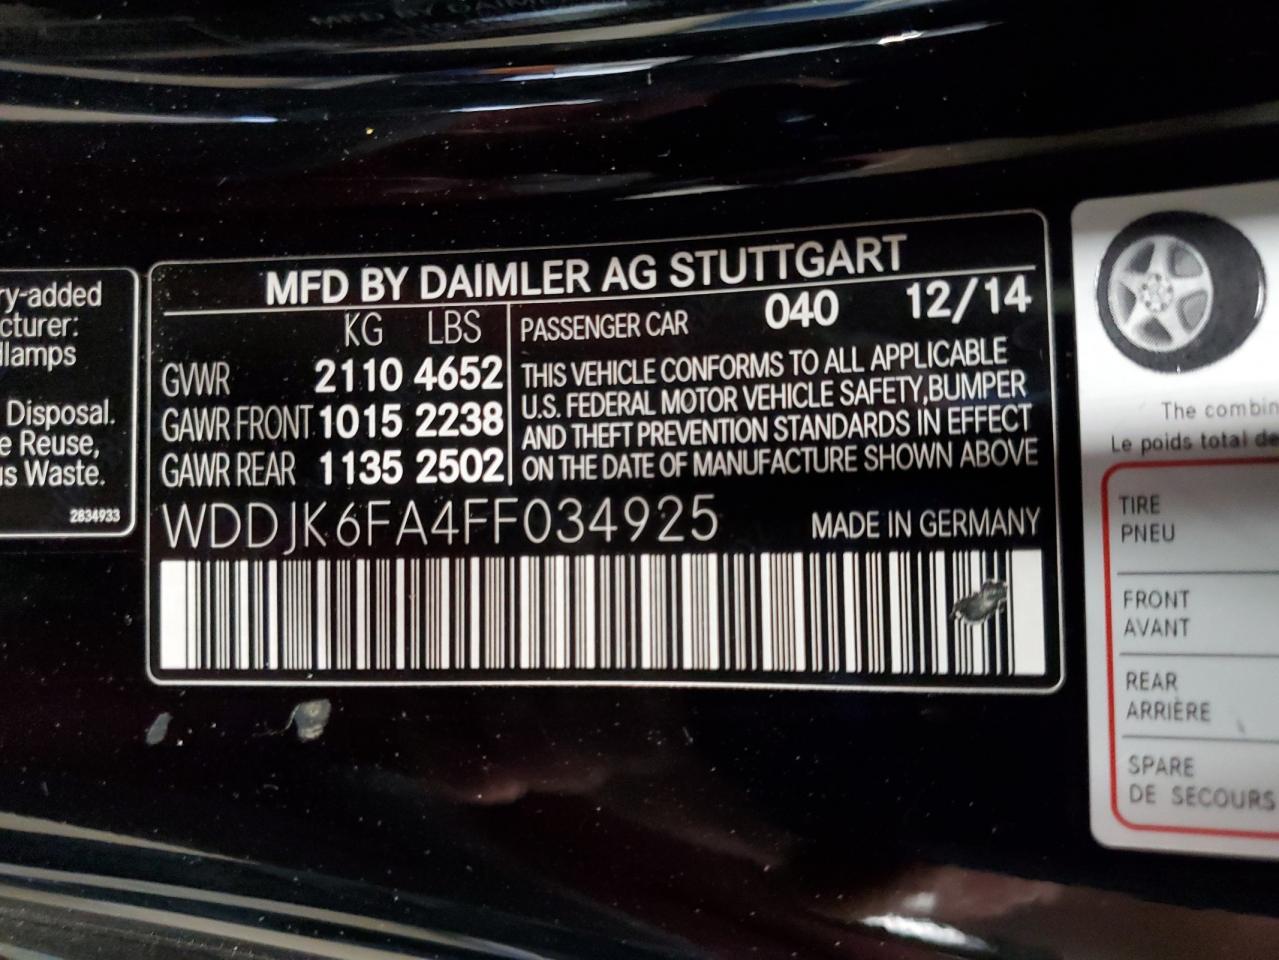 ry-added
cturer:
llamps
Disposal.
e Reuse,
us Waste.
2834933
MFD BY DAIMLER AG STUTTGART
KG LBS
GVWR 2110 4652
GAWR FRONT 1015 2238
GAWR REAR 1135 2502
PASSENGER CAR 040 12/14
THIS VEHICLE CONFORMS TO ALL APPLICABLE
U.S. FEDERAL MOTOR VEHICLE SAFETY,BUMPER
AND THEFT PREVENTION STANDARDS IN EFFECT
ON THE DATE OF MANUFACTURE SHOWN ABOVE
WDDJK6FA4FF034925 MADE IN GERMANY
The combin
Le poids total de
TIRE
PNEU
FRONT
AVANT
REAR
ARRIÈRE
SPARE
DE SECOURS